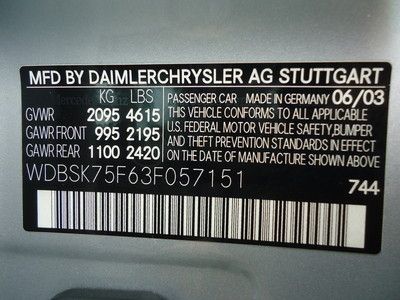 MFD BY DAIMLERCHRYSLER AG STUTTGART
Mercedes-Benz
KG LBS
GVWR 2095 4615
GAWR FRONT 995 2195
GAWR REAR 1100 2420
PASSENGER CAR MADE IN GERMANY 06/03
THIS VEHICLE CONFORMS TO ALL APPLICABLE
U.S. FEDERAL MOTOR VEHICLE SAFETY, BUMPER
AND THEFT PREVENTION STANDARDS IN EFFECT
ON THE DATE OF MANUFACTURE SHOWN ABOVE.
WDBSK75F63F057151
744